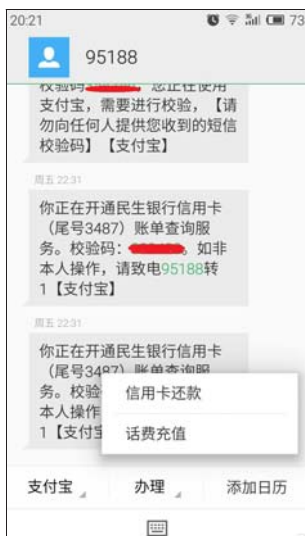 20:21
73
95188
校验码
您正在使用
支付宝，需要进行校验，【请
勿向任何人提供您收到的短信
校验码】【支付宝】
周五 22:31
你正在开通民生银行信用卡
（尾号3487）账单查询服
务。校验码：
。如非
本人操作，请致电95188转
1【支付宝】
周五 22:31
你正在开通民生银行信用卡
（尾号3487）账单查询服
务。校验
本人操作
1【支付宝
信用卡还款
话费充值
支付宝
办理
添加日历